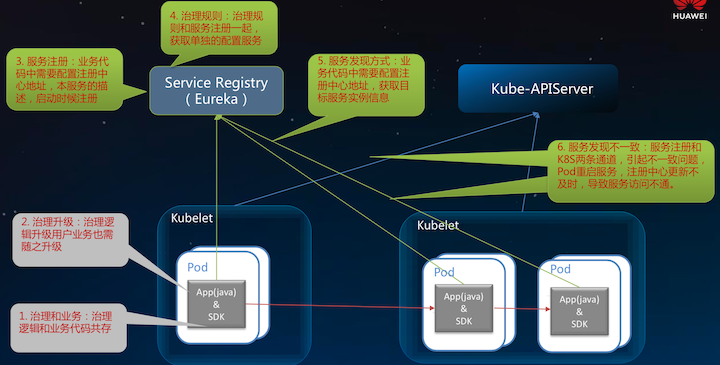 HUAWEI
4. 治理规则：治理规
则和服务注册一起，
获取单独的配置服务
3. 服务注册：业务代
码中需要配置注册中
心地址，本服务的描
述，启动时候注册
Service Registry
（Eureka）
5. 服务发现方式：业
务代码中需要配置注
册中心地址，获取目
标服务实例信息
Kube-APIServer
6. 服务发现不一致：服务注册和
K8S两条通道，引起不一致问题，
Pod重启服务，注册中心更新不
及时，导致服务访问不通。
2. 治理升级：治理逻
辑升级用户业务也需
随之升级
1. 治理和业务：治理
逻辑和业务代码共存
Kubelet
Pod
App(java)
&
SDK
Kubelet
Pod
App(java)
&
SDK
Pod
App(java)
&
SDK